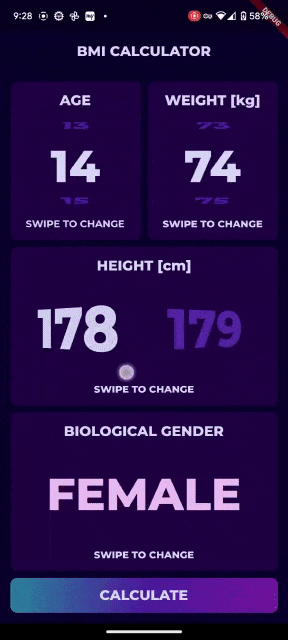 9:28
58%
DEBUG
BMI CALCULATOR
AGE
13
14
15
SWIPE TO CHANGE
WEIGHT [kg]
73
74
75
SWIPE TO CHANGE
HEIGHT [cm]
178 179
SWIPE TO CHANGE
BIOLOGICAL GENDER
FEMALE
SWIPE TO CHANGE
CALCULATE